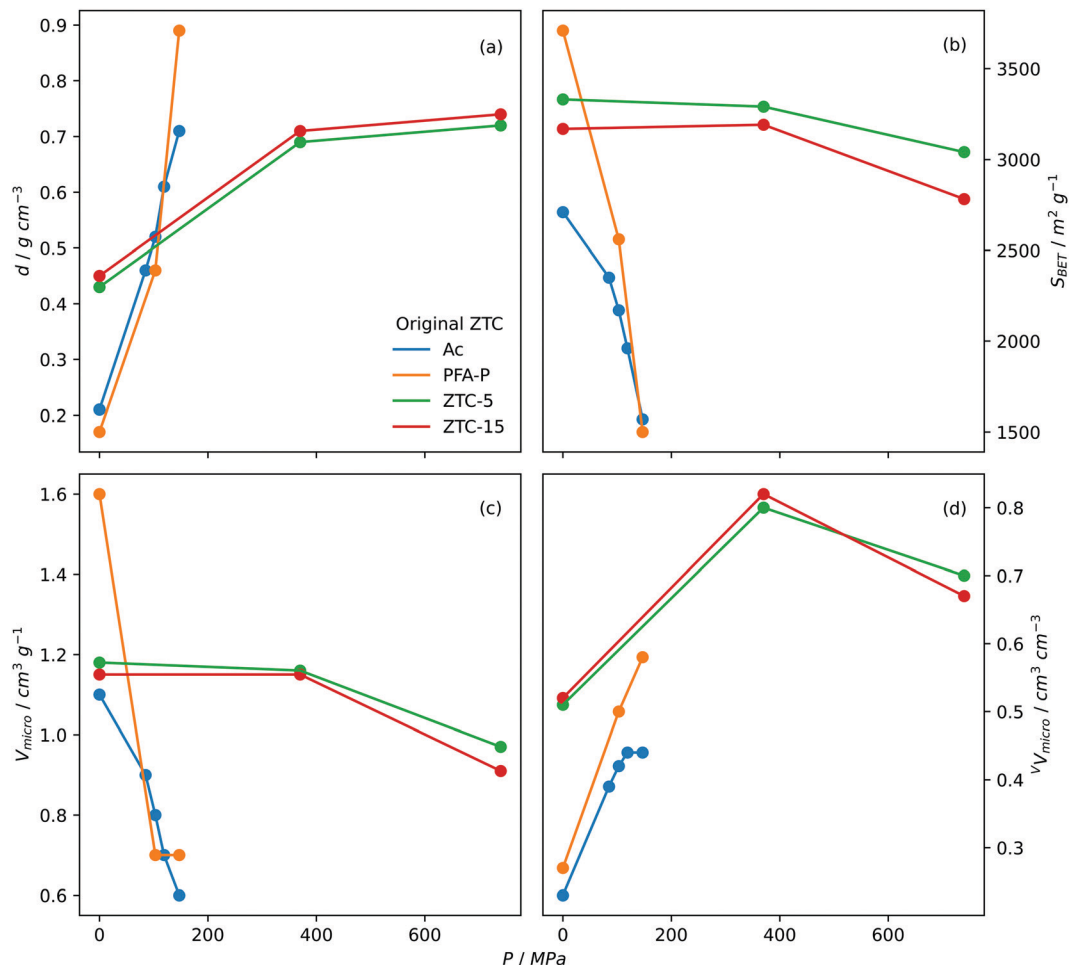 (a)
0.9
0.8
0.7
0.6
0.5
0.4
0.3
0.2
d / g cm⁻³
Original ZTC
Ac
PFA-P
ZTC-5
ZTC-15
(b)
3500
3000
2500
2000
1500
S_BET / m² g⁻¹
(c)
1.6
1.4
1.2
1.0
0.8
0.6
V_micro / cm³ g⁻¹
0 200 400 600
(d)
0.8
0.7
0.6
0.5
0.4
0.3
ⱽV_micro / cm³ cm⁻³
0 200 400 600
P / MPa